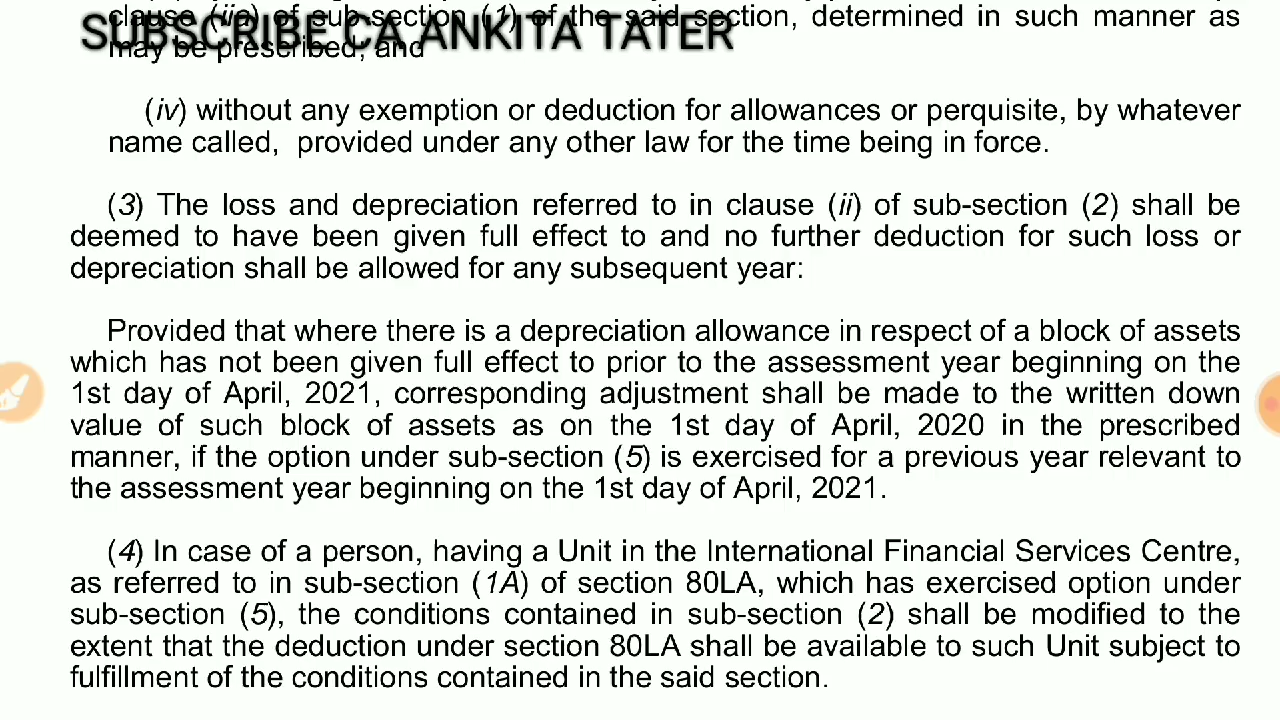 clause (iia) of sub-section (1) of the said section, determined in such manner as
SUBSCRIBE CA ANKITA TATER
may be prescribed; and
(iv) without any exemption or deduction for allowances or perquisite, by whatever
name called, provided under any other law for the time being in force.
(3) The loss and depreciation referred to in clause (ii) of sub-section (2) shall be
deemed to have been given full effect to and no further deduction for such loss or
depreciation shall be allowed for any subsequent year:
Provided that where there is a depreciation allowance in respect of a block of assets
which has not been given full effect to prior to the assessment year beginning on the
1st day of April, 2021, corresponding adjustment shall be made to the written down
value of such block of assets as on the 1st day of April, 2020 in the prescribed
manner, if the option under sub-section (5) is exercised for a previous year relevant to
the assessment year beginning on the 1st day of April, 2021.
(4) In case of a person, having a Unit in the International Financial Services Centre,
as referred to in sub-section (1A) of section 80LA, which has exercised option under
sub-section (5), the conditions contained in sub-section (2) shall be modified to the
extent that the deduction under section 80LA shall be available to such Unit subject to
fulfillment of the conditions contained in the said section.